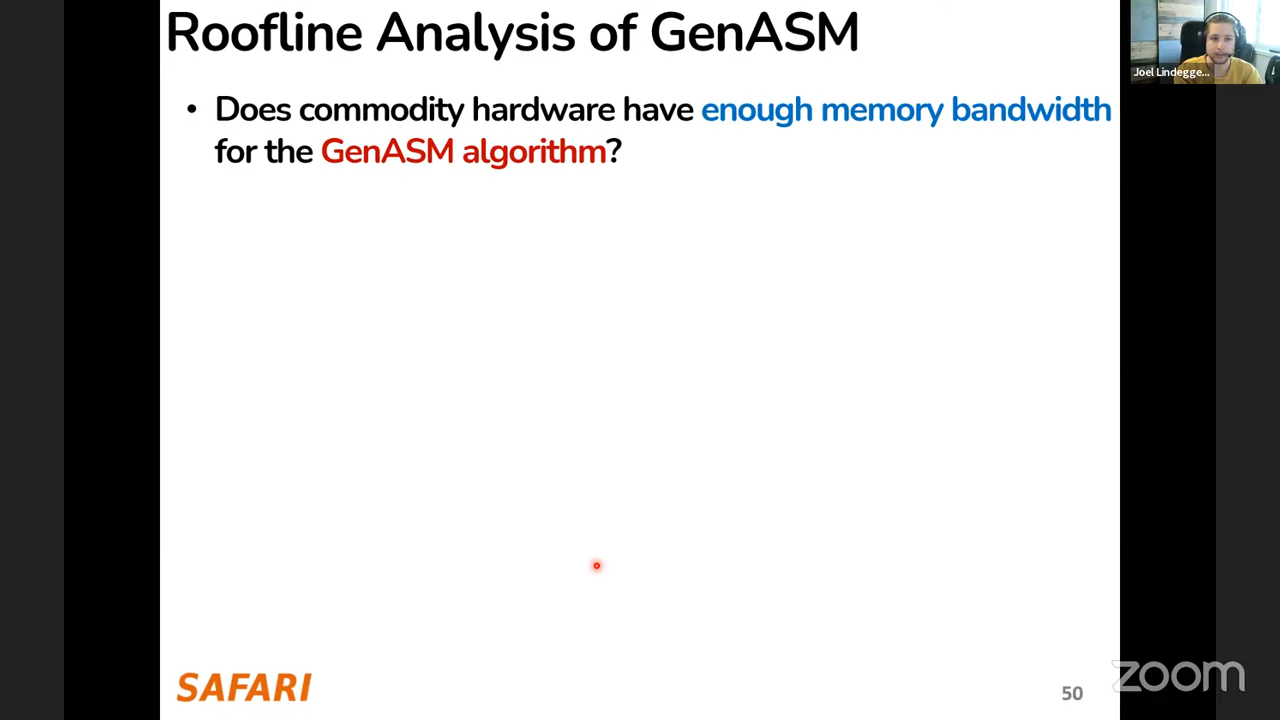 Roofline Analysis of GenASM
• Does commodity hardware have enough memory bandwidth
for the GenASM algorithm?
Joel Lindegge...
SAFARI
50
zoom